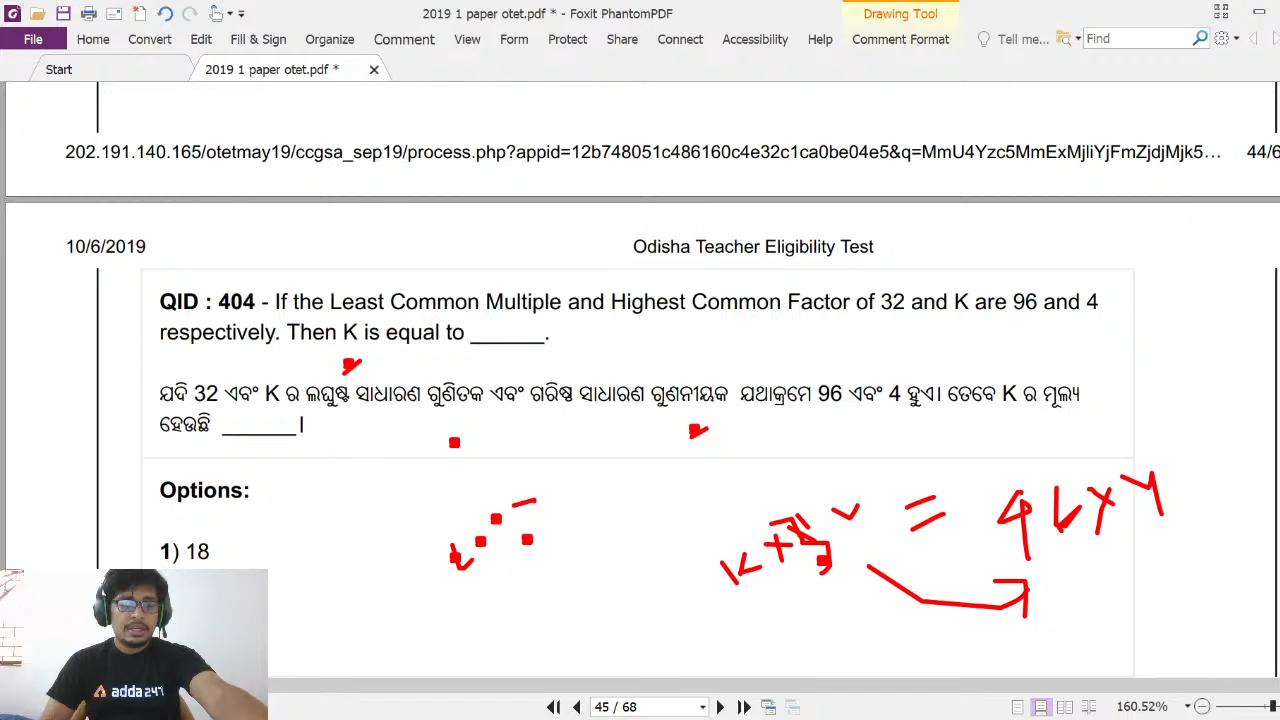 2019 1 paper otet.pdf * - Foxit PhantomPDF
Drawing Tool
File Home Convert Edit Fill & Sign Organize Comment View Form Protect Share Connect Accessibility Help Comment Format Tell me... Find
Start 2019 1 paper otet.pdf *
202.191.140.165/otetmay19/ccgsa_sep19/process.php?appid=12b748051c486160c4e32c1ca0be04e5&q=MmU4Yzc5MmExMjliYjFmZjdjMjk5... 44/6
10/6/2019 Odisha Teacher Eligibility Test
QID : 404 - If the Least Common Multiple and Highest Common Factor of 32 and K are 96 and 4
respectively. Then K is equal to ______.
ଯଦି 32 ଏବଂ K ର ଲଘୁଷ୍ଟ ସାଧାରଣ ଗୁଣିତକ ଏବଂ ଗରିଷ୍ଠ ସାଧାରଣ ଗୁଣନୀୟକ ଯଥାକ୍ରମେ 96 ଏବଂ 4 ହୁଏ। ତେବେ K ର ମୂଲ୍ୟ
ହେଉଛି ______।
Options:
1) 18
adda247
45 / 68
160.52%